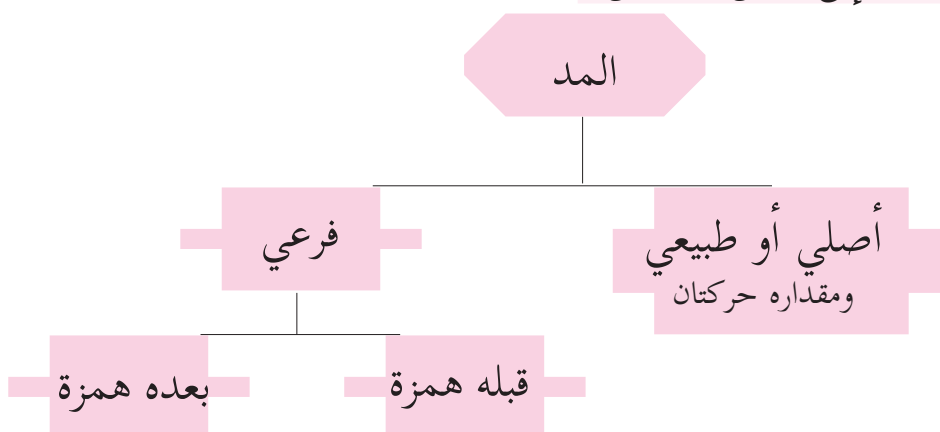 المد
أصلي أو طبيعي
ومقداره حركتان
فرعي
قبله همزة
بعده همزة